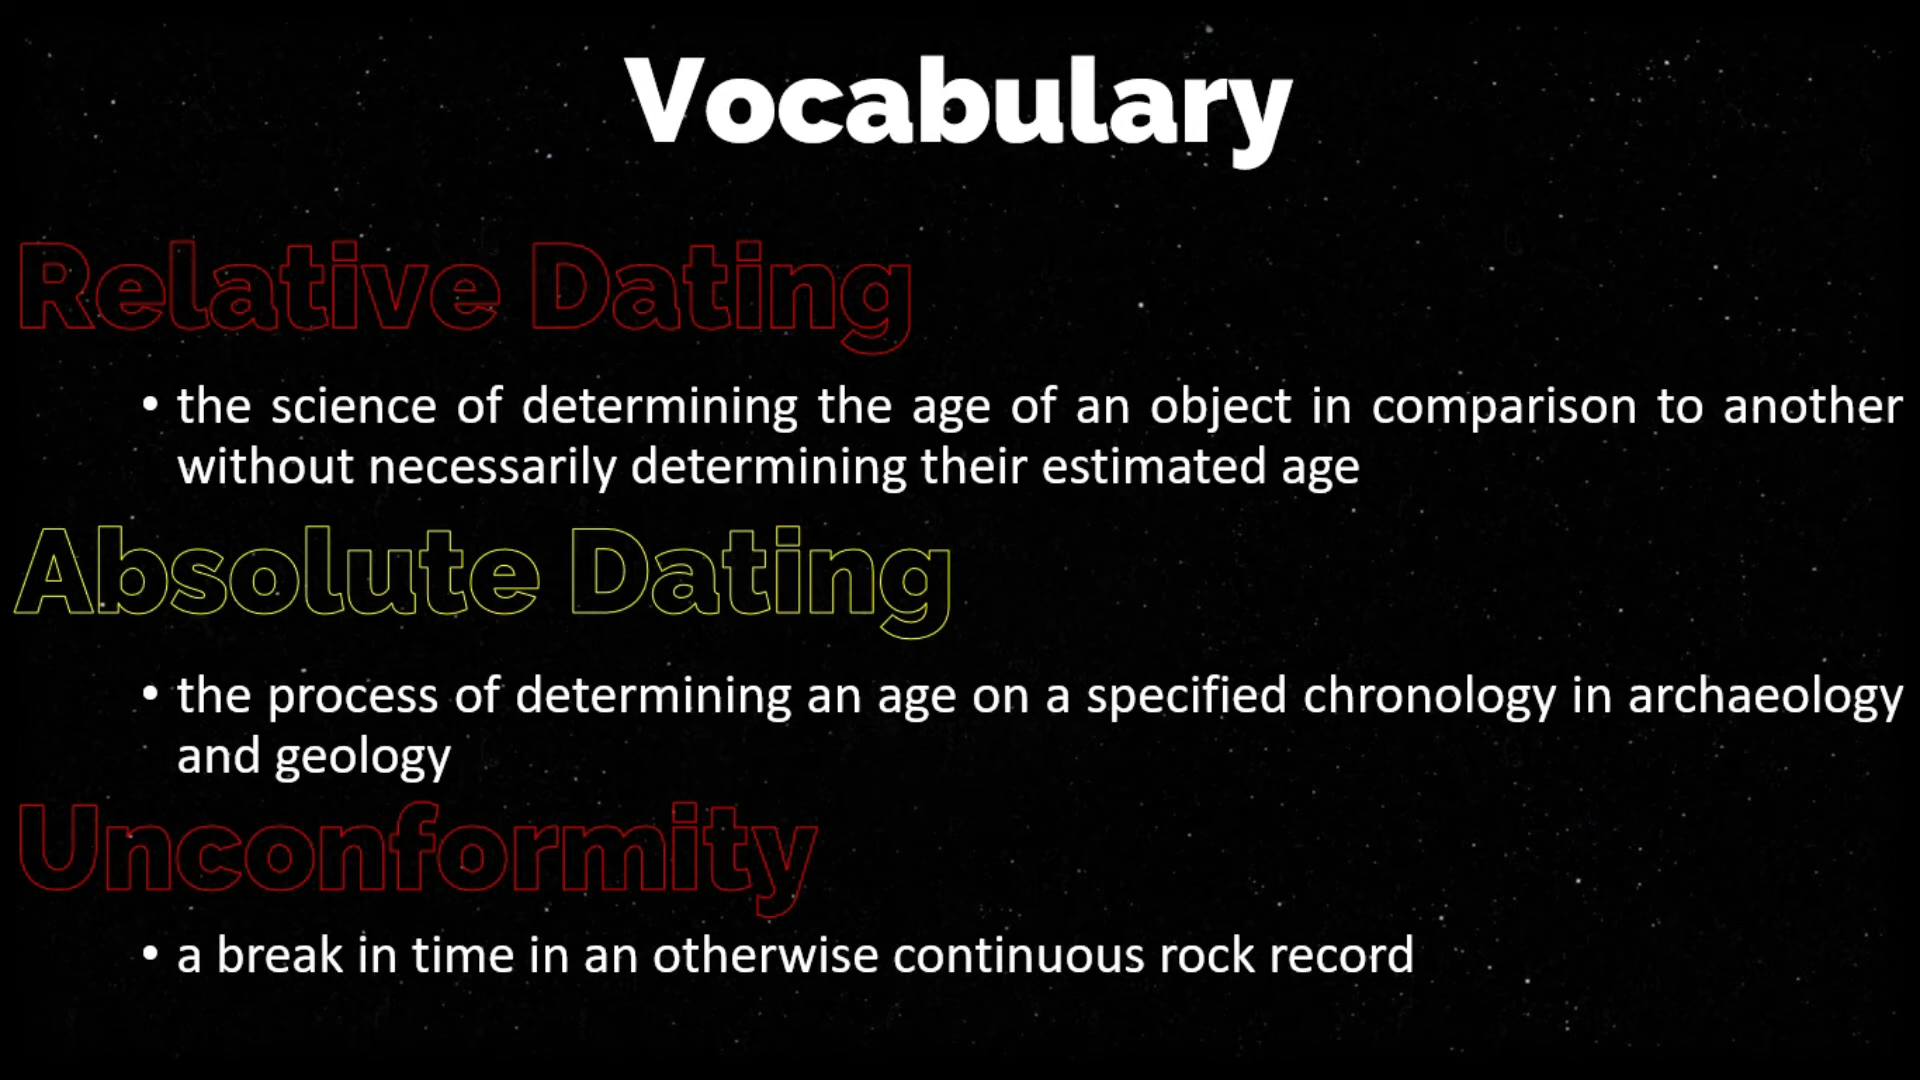 Vocabulary
Relative Dating
• the science of determining the age of an object in comparison to another
without necessarily determining their estimated age
Absolute Dating
• the process of determining an age on a specified chronology in archaeology
and geology
Unconformity
• a break in time in an otherwise continuous rock record